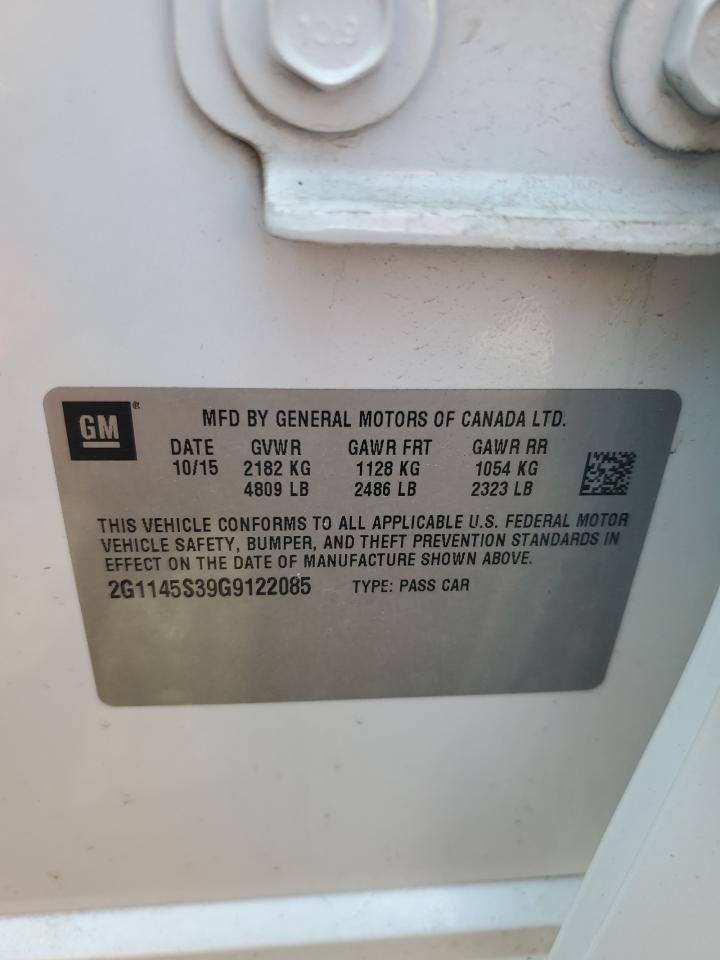 10.9
GM ®
MFD BY GENERAL MOTORS OF CANADA LTD.
DATE GVWR GAWR FRT GAWR RR
10/15 2182 KG 1128 KG 1054 KG
4809 LB 2486 LB 2323 LB
THIS VEHICLE CONFORMS TO ALL APPLICABLE U.S. FEDERAL MOTOR
VEHICLE SAFETY, BUMPER, AND THEFT PREVENTION STANDARDS IN
EFFECT ON THE DATE OF MANUFACTURE SHOWN ABOVE.
2G1145S39G9122085 TYPE: PASS CAR